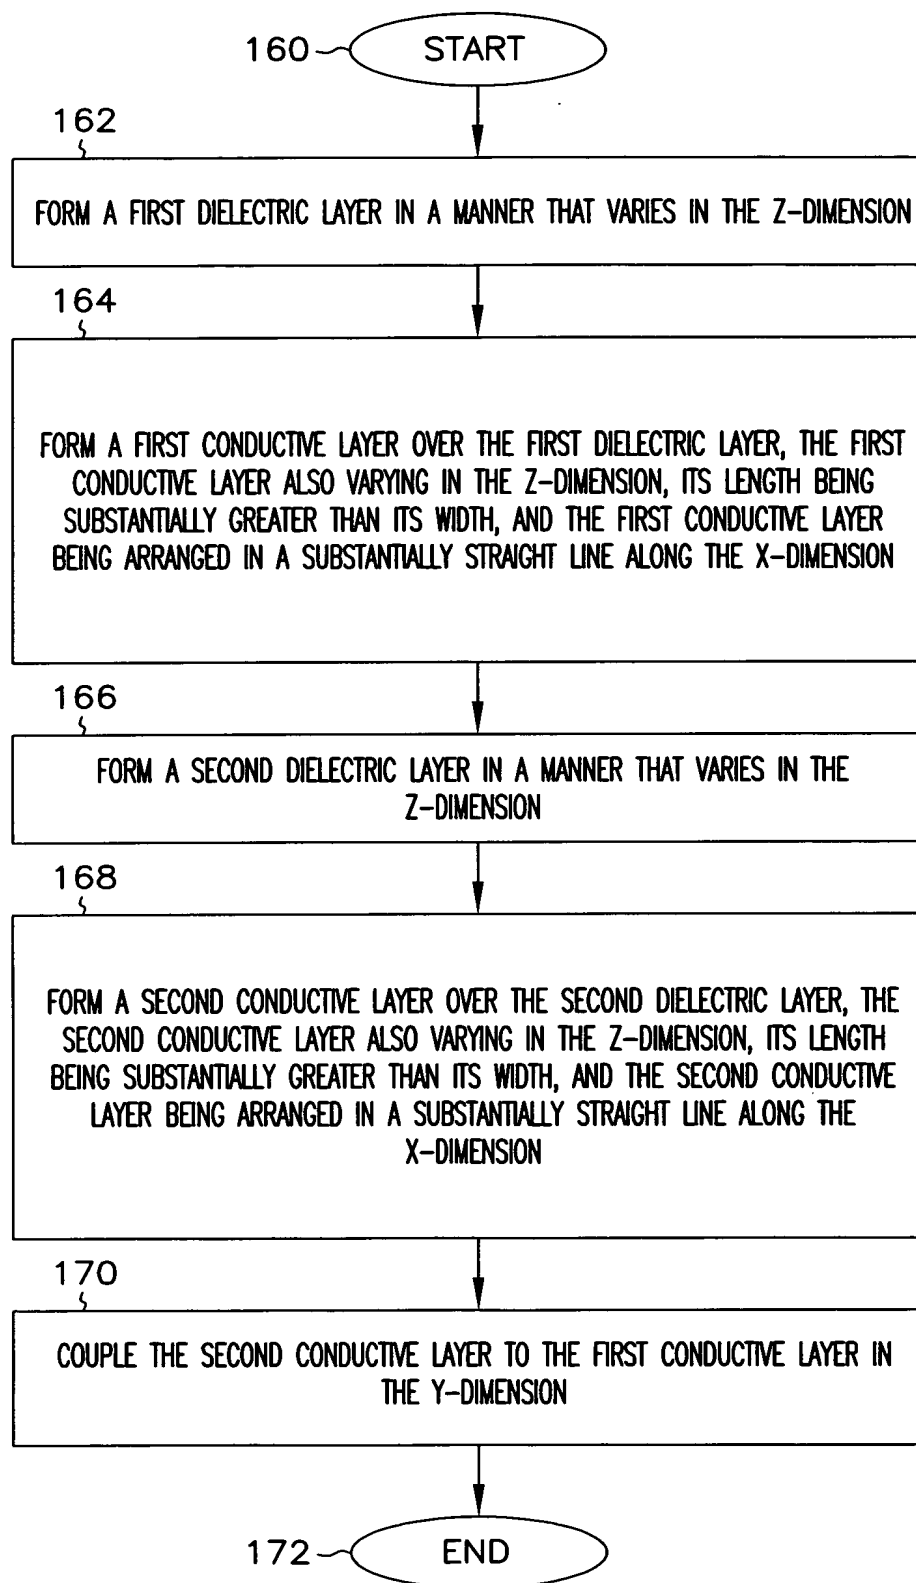 160
START
162
FORM A FIRST DIELECTRIC LAYER IN A MANNER THAT VARIES IN THE Z-DIMENSION
164
FORM A FIRST CONDUCTIVE LAYER OVER THE FIRST DIELECTRIC LAYER, THE FIRST
CONDUCTIVE LAYER ALSO VARYING IN THE Z-DIMENSION, ITS LENGTH BEING
SUBSTANTIALLY GREATER THAN ITS WIDTH, AND THE FIRST CONDUCTIVE LAYER
BEING ARRANGED IN A SUBSTANTIALLY STRAIGHT LINE ALONG THE X-DIMENSION
166
FORM A SECOND DIELECTRIC LAYER IN A MANNER THAT VARIES IN THE
Z-DIMENSION
168
FORM A SECOND CONDUCTIVE LAYER OVER THE SECOND DIELECTRIC LAYER, THE
SECOND CONDUCTIVE LAYER ALSO VARYING IN THE Z-DIMENSION, ITS LENGTH
BEING SUBSTANTIALLY GREATER THAN ITS WIDTH, AND THE SECOND CONDUCTIVE
LAYER BEING ARRANGED IN A SUBSTANTIALLY STRAIGHT LINE ALONG THE
X-DIMENSION
170
COUPLE THE SECOND CONDUCTIVE LAYER TO THE FIRST CONDUCTIVE LAYER IN
THE Y-DIMENSION
172
END